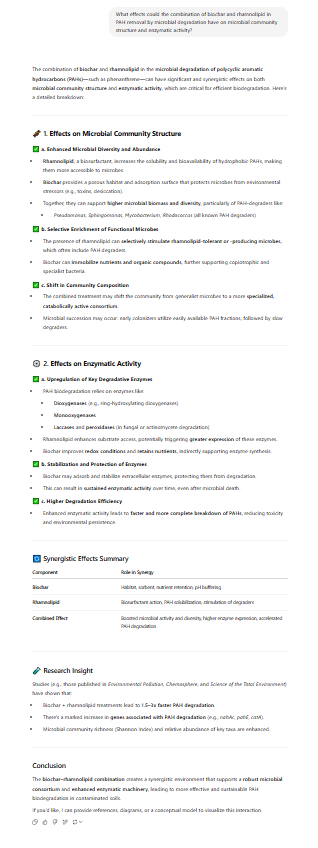 What effects could the combination of biochar and rhamnolipid in
PAH removal by microbial degradation have on microbial community
structure and enzymatic activity?
The combination of biochar and rhamnolipid in the microbial degradation of polycyclic aromatic
hydrocarbons (PAHs)—such as phenanthrene—can have significant and synergistic effects on both
microbial community structure and enzymatic activity, which are critical for efficient biodegradation. Here's
a detailed breakdown:
1. Effects on Microbial Community Structure
✅ a. Enhanced Microbial Diversity and Abundance
• Rhamnolipid, a biosurfactant, increases the solubility and bioavailability of hydrophobic PAHs, making
them more accessible to microbes.
• Biochar provides a porous habitat and adsorption surface that protects microbes from environmental
stressors (e.g., toxins, desiccation).
• Together, they can support higher microbial biomass and diversity, particularly of PAH-degraders like:
• Pseudomonas, Sphingomonas, Mycobacterium, Rhodococcus (all known PAH degraders)
✅ b. Selective Enrichment of Functional Microbes
• The presence of rhamnolipid can selectively stimulate rhamnolipid-tolerant or -producing microbes,
which often include PAH degraders.
• Biochar can immobilize nutrients and organic compounds, further supporting copiotrophic and
specialist bacteria.
✅ c. Shift in Community Composition
• The combined treatment may shift the community from generalist microbes to a more specialized,
catabolically active consortium.
• Microbial succession may occur: early colonizers utilize easily available PAH fractions, followed by slow
degraders.
2. Effects on Enzymatic Activity
✅ a. Upregulation of Key Degradative Enzymes
• PAH biodegradation relies on enzymes like:
• Dioxygenases (e.g., ring-hydroxylating dioxygenases)
• Monooxygenases
• Laccases and peroxidases (in fungal or actinomycete degradation)
• Rhamnolipid enhances substrate access, potentially triggering greater expression of these enzymes.
• Biochar improves redox conditions and retains nutrients, indirectly supporting enzyme synthesis.
✅ b. Stabilization and Protection of Enzymes
• Biochar may adsorb and stabilize extracellular enzymes, protecting them from degradation.
• This can result in sustained enzymatic activity over time, even after microbial death.
✅ c. Higher Degradation Efficiency
• Enhanced enzymatic activity leads to faster and more complete breakdown of PAHs, reducing toxicity
and environmental persistence.
Synergistic Effects Summary
Component Role in Synergy
Biochar Habitat, sorbent, nutrient retention, pH buffering
Rhamnolipid Biosurfactant action, PAH solubilization, stimulation of degraders
Combined Effect Boosted microbial activity and diversity, higher enzyme expression, accelerated
PAH degradation
Research Insight
Studies (e.g., those published in Environmental Pollution, Chemosphere, and Science of the Total Environment)
have shown that:
• Biochar + rhamnolipid treatments lead to 1.5–3x faster PAH degradation.
• There's a marked increase in genes associated with PAH degradation (e.g., nahAc, pahE, catA).
• Microbial community richness (Shannon index) and relative abundance of key taxa are enhanced.
Conclusion
The biochar–rhamnolipid combination creates a synergistic environment that supports a robust microbial
consortium and enhanced enzymatic machinery, leading to more effective and sustainable PAH
biodegradation in contaminated soils.
If you'd like, I can provide references, diagrams, or a conceptual model to visualize this interaction.